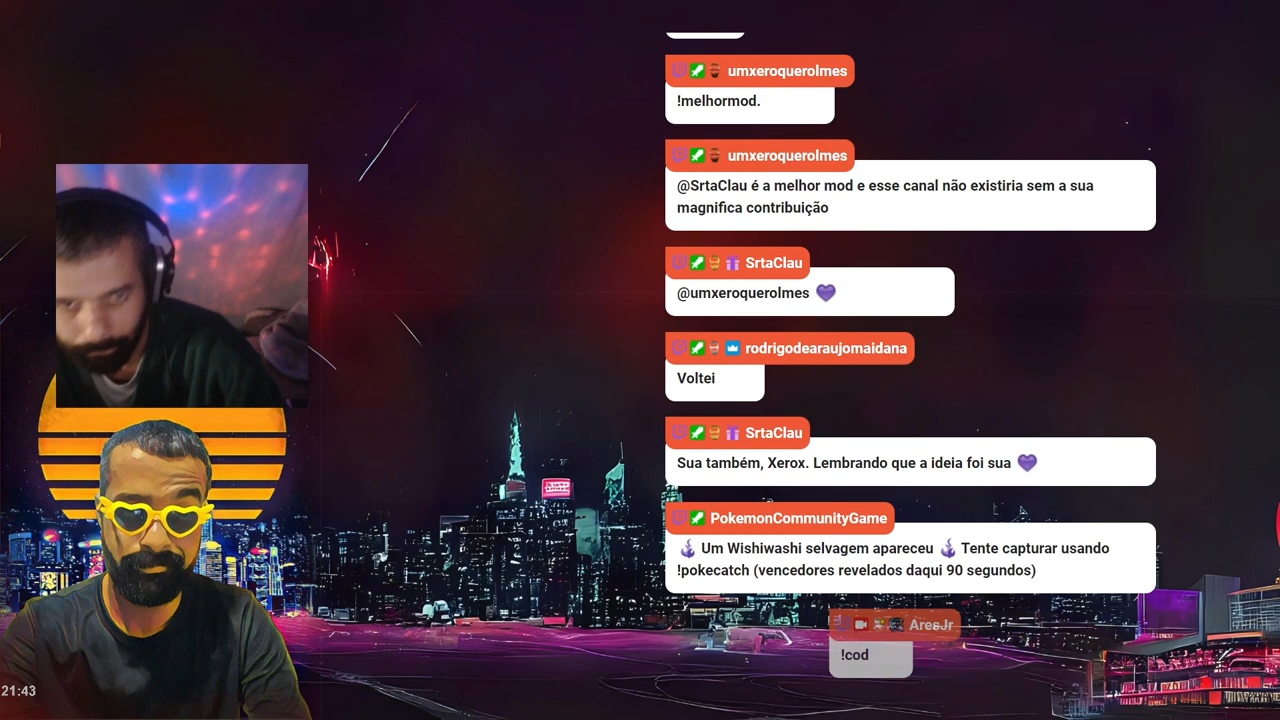 umxeroquerolmes
!melhormod.
umxeroquerolmes
@SrtaClau é a melhor mod e esse canal não existiria sem a sua
magnifica contribuição
SrtaClau
@umxeroquerolmes 💜
rodrigodearaujomaidana
Voltei
SrtaClau
Sua também, Xerox. Lembrando que a ideia foi sua 💜
PokemonCommunityGame
Um Wishiwashi selvagem apareceu Tente capturar usando
!pokecatch (vencedores revelados daqui 90 segundos)
AresJr
!cod
21:43